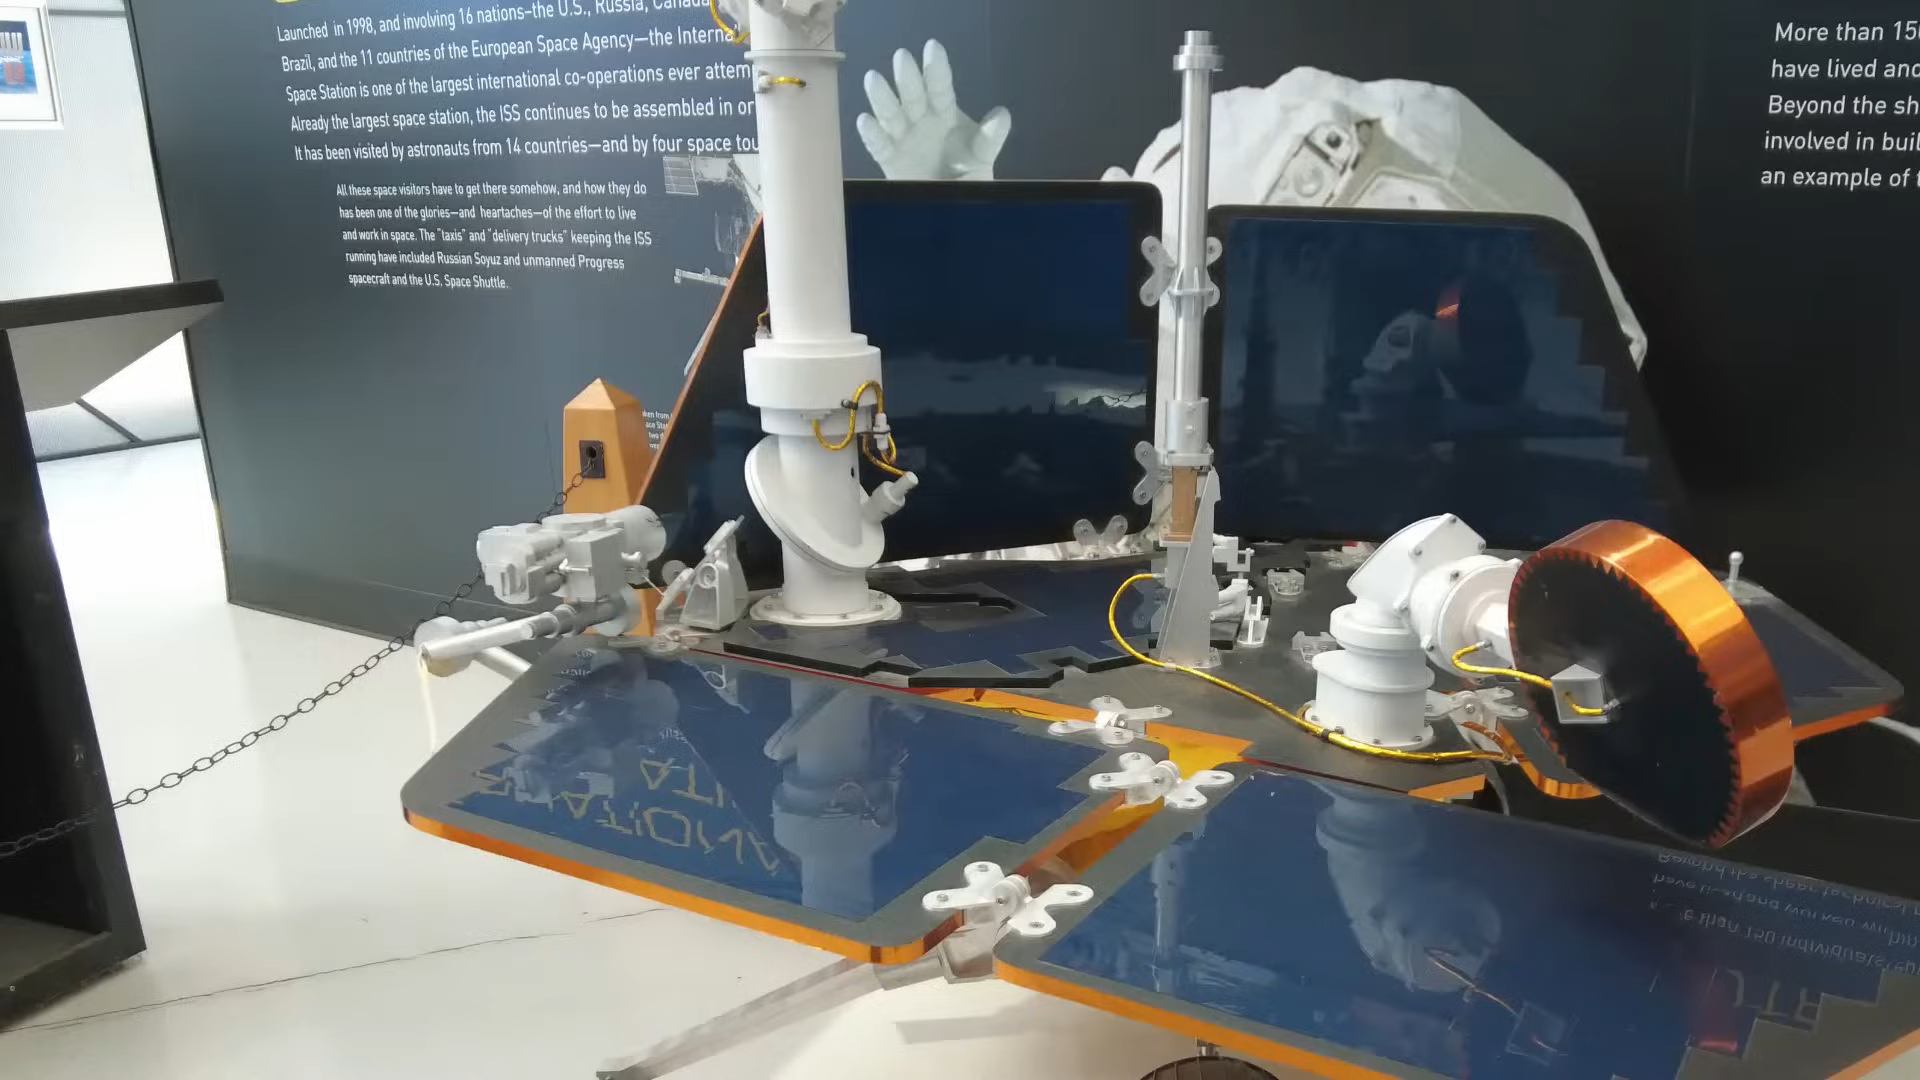 Launched in 1998, and involving 16 nations–the U.S., Russia, Canada
Brazil, and the 11 countries of the European Space Agency—the Interna
Space Station is one of the largest international co-operations ever attem
Already the largest space station, the ISS continues to be assembled in or
It has been visited by astronauts from 14 countries—and by four space tou
All these space visitors have to get there somehow, and how they do
has been one of the glories—and heartaches—of the effort to live
and work in space. The "taxis" and "delivery trucks" keeping the ISS
running have included Russian Soyuz and unmanned Progress
spacecraft and the U.S. Space Shuttle.
More than 15
have lived and
Beyond the sh
involved in buil
an example of t